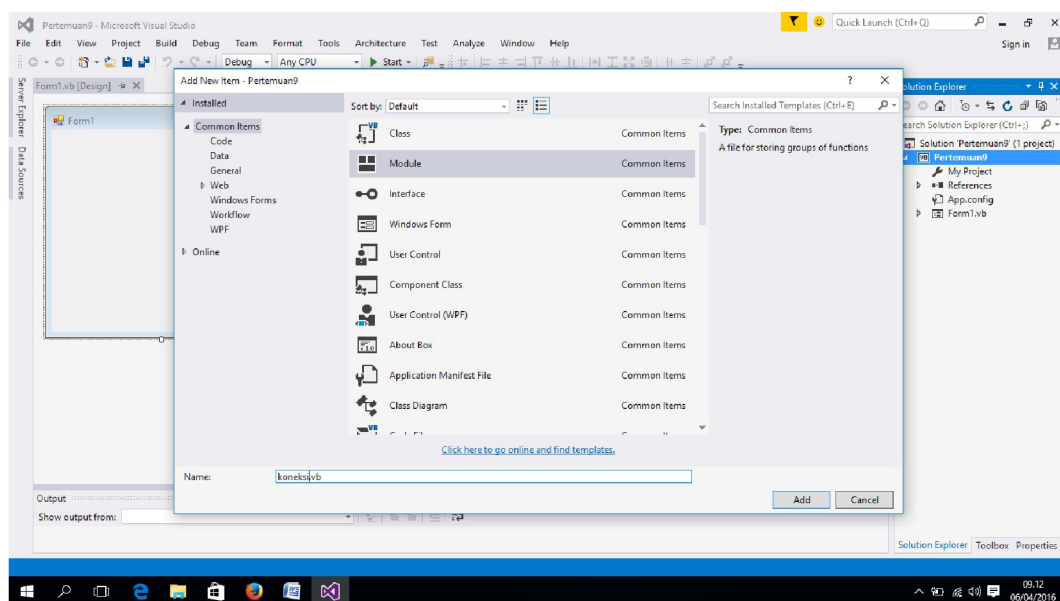 Pertemuan9 - Microsoft Visual Studio
Quick Launch (Ctrl+Q)
File Edit View Project Build Debug Team Format Tools Architecture Test Analyze Window Help
Sign in
Debug Any CPU Start
Server Explorer
Data Sources
Form1.vb [Design]
Form1
Add New Item - Pertemuan9
Installed
Common Items
Code
Data
General
Web
Windows Forms
Workflow
WPF
Online
Sort by: Default
Search Installed Templates (Ctrl+E)
Class Common Items
Module Common Items
Interface Common Items
Windows Form Common Items
User Control Common Items
Component Class Common Items
User Control (WPF) Common Items
About Box Common Items
Application Manifest File Common Items
Class Diagram Common Items
Type: Common Items
A file for storing groups of functions
Click here to go online and find templates.
Name: koneksi.vb
Add Cancel
olution Explorer
earch Solution Explorer (Ctrl+;)
Solution 'Pertemuan9' (1 project)
Pertemuan9
My Project
References
App.config
Form1.vb
Output
Show output from:
Solution Explorer Toolbox Properties
09.12
06/04/2016